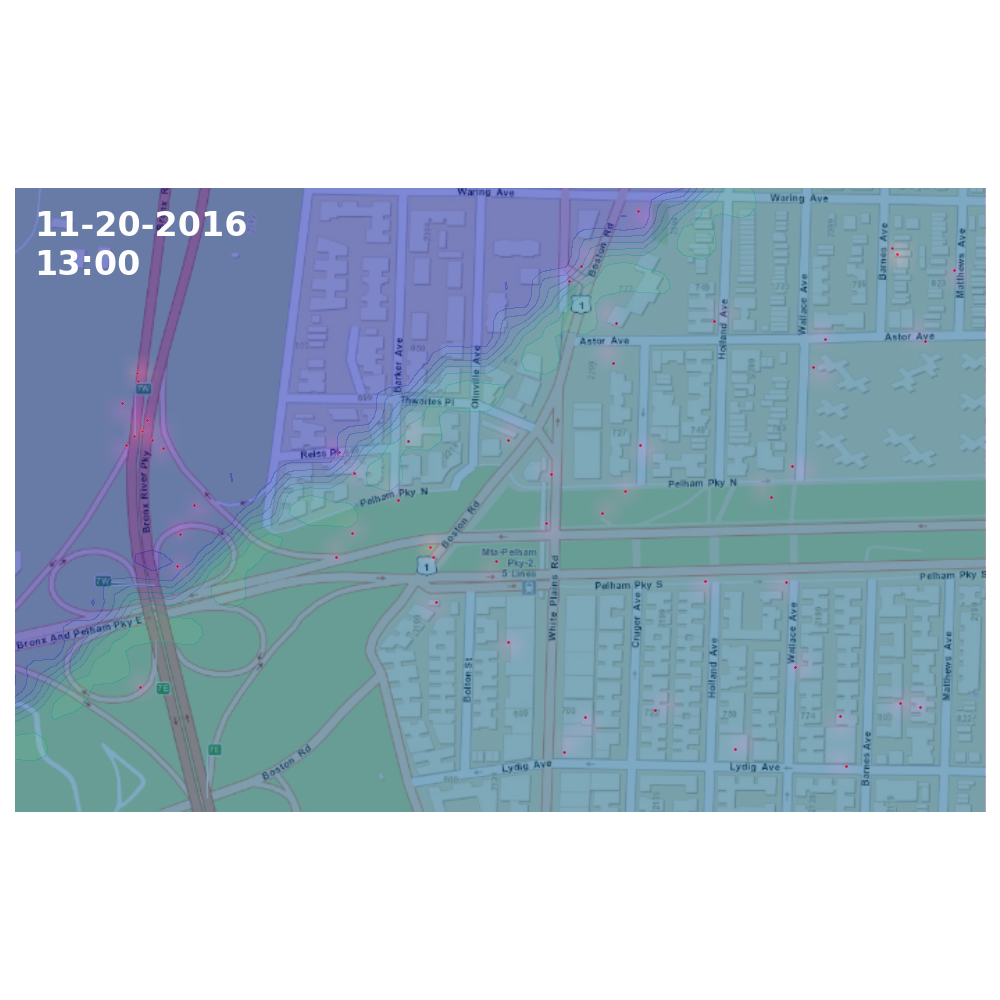 11-20-2016
13:00
Waring Ave
Waring Ave
Boston Rd
Barnes Ave
Matthews Ave
Wallace Ave
Holland Ave
1
Astor Ave
Astor Ave
Barker Ave
Olinville Ave
7W
Thwaites Pl
Reiss Pl
Bronx River Pky
Pelham Pky N
Pelham Pky N
Boston Rd
1
Mta-Pelham
Pky-2,
5 Lines
7W
White Plains Rd
Pelham Pky S
Pelham Pky S
Bronx And Pelham Pky E
Cruger Ave
Wallace Ave
Holland Ave
Matthews Ave
Bolton St
7E
7E
Boston Rd
Lydig Ave
Lydig Ave
Barnes Ave